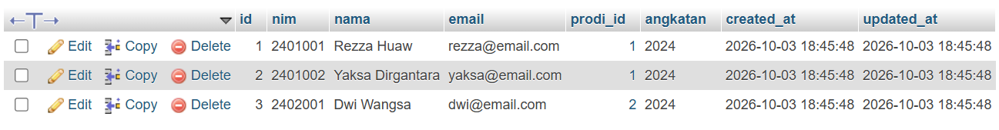 id nim nama email prodi_id angkatan created_at updated_at
Edit Copy Delete 1 2401001 Rezza Huaw rezza@email.com 1 2024 2026-10-03 18:45:48 2026-10-03 18:45:48
Edit Copy Delete 2 2401002 Yaksa Dirgantara yaksa@email.com 1 2024 2026-10-03 18:45:48 2026-10-03 18:45:48
Edit Copy Delete 3 2402001 Dwi Wangsa dwi@email.com 2 2024 2026-10-03 18:45:48 2026-10-03 18:45:48